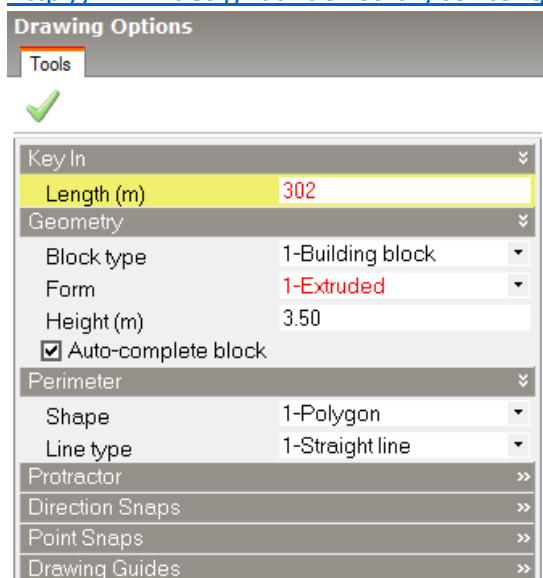 Drawing Options
Tools
Key In
Length (m) 302
Geometry
Block type 1-Building block
Form 1-Extruded
Height (m) 3.50
Auto-complete block
Perimeter
Shape 1-Polygon
Line type 1-Straight line
Protractor
Direction Snaps
Point Snaps
Drawing Guides